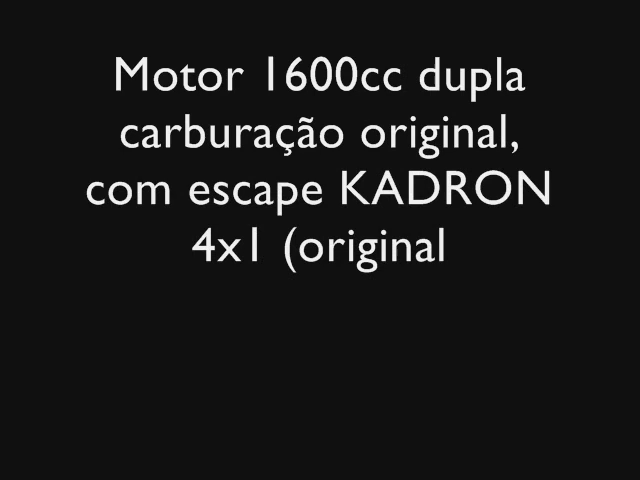 Motor 1600cc dupla
carburação original,
com escape KADRON
4x1 (original